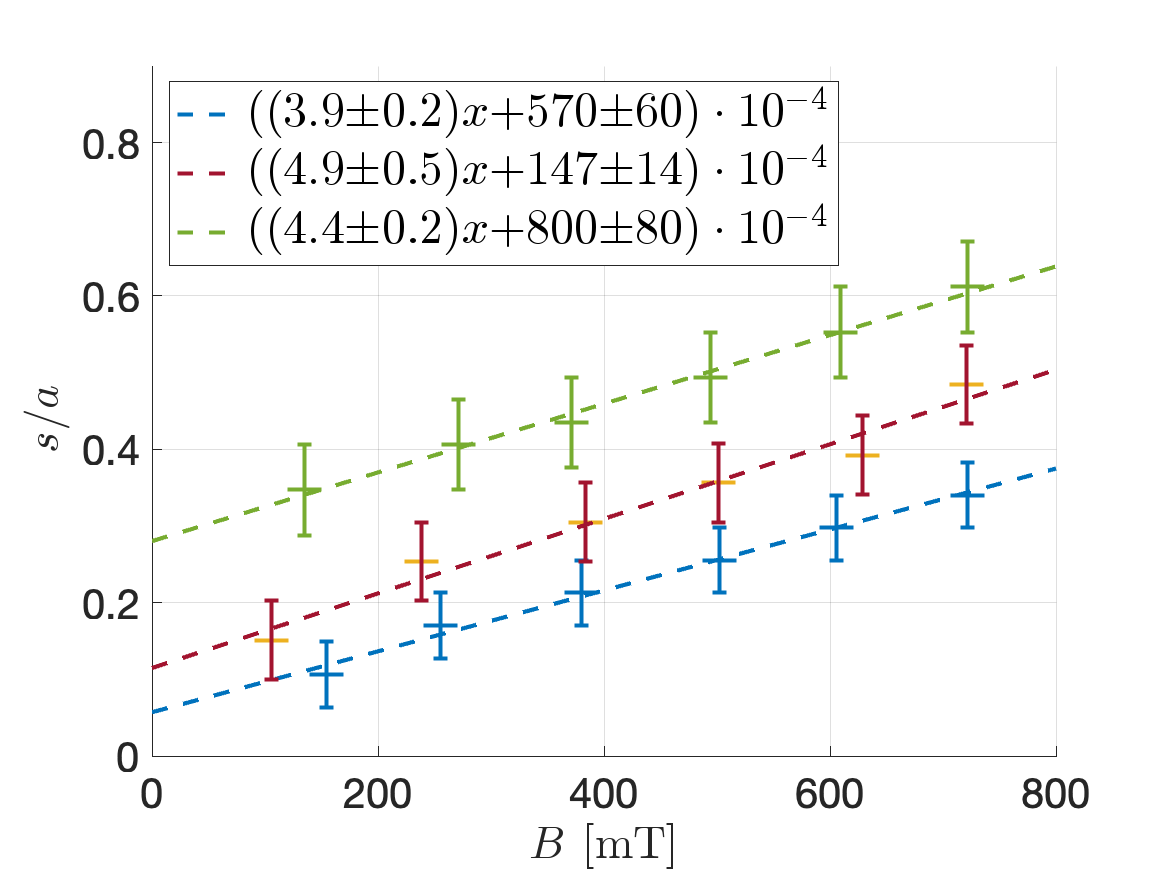 ((3.9±0.2)x+570±60) · 10⁻⁴
((4.9±0.5)x+147±14) · 10⁻⁴
((4.4±0.2)x+800±80) · 10⁻⁴
0.8
0.6
0.4
0.2
0
s/a
0 200 400 600 800
B [mT]